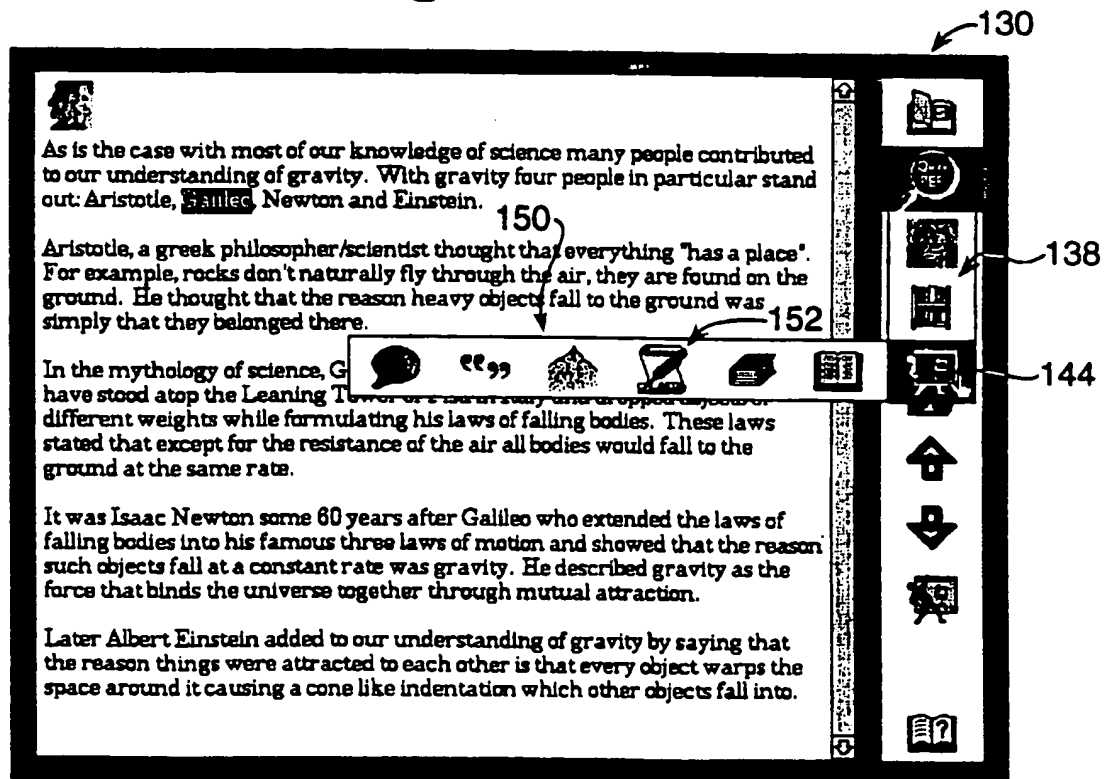 130
As is the case with most of our knowledge of science many people contributed
to our understanding of gravity. With gravity four people in particular stand
out: Aristotle, Galileo, Newton and Einstein.
150
Aristotle, a greek philosopher/scientist thought that everything "has a place".
For example, rocks don't naturally fly through the air, they are found on the
138
ground. He thought that the reason heavy objects fall to the ground was
simply that they belonged there.
152
In the mythology of science, G
144
have stood atop the Leaning
different weights while formulating his laws of falling bodies. These laws
stated that except for the resistance of the air all bodies would fall to the
ground at the same rate.
It was Isaac Newton some 60 years after Galileo who extended the laws of
falling bodies into his famous three laws of motion and showed that the reason
such objects fall at a constant rate was gravity. He described gravity as the
force that binds the universe together through mutual attraction.
Later Albert Einstein added to our understanding of gravity by saying that
the reason things were attracted to each other is that every object warps the
space around it causing a cone like indentation which other objects fall into.